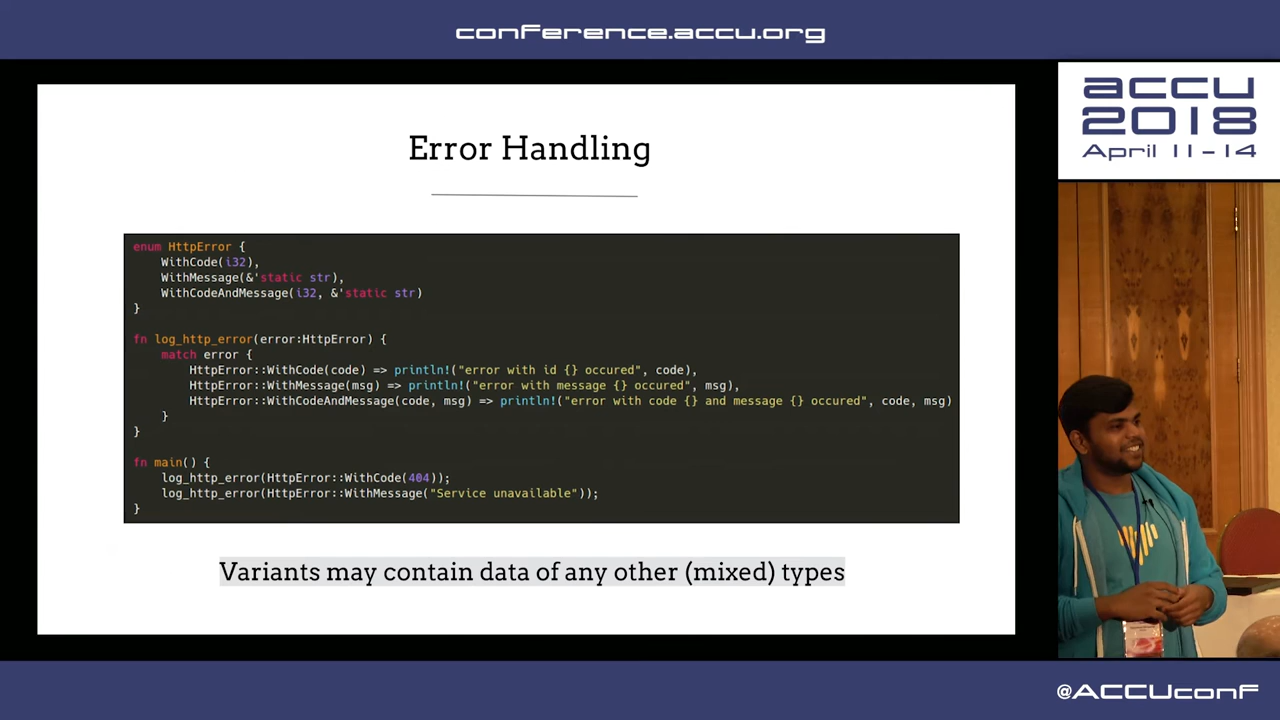 conference.accu.org
accu
2018
April 11-14
Error Handling
enum HttpError {
    WithCode(i32),
    WithMessage(&'static str),
    WithCodeAndMessage(i32, &'static str)
}
fn log_http_error(error:HttpError) {
    match error {
        HttpError::WithCode(code) => println!("error with id {} occured", code),
        HttpError::WithMessage(msg) => println!("error with message {} occured", msg),
        HttpError::WithCodeAndMessage(code, msg) => println!("error with code {} and message {} occured", code, msg)
    }
}
fn main() {
    log_http_error(HttpError::WithCode(404));
    log_http_error(HttpError::WithMessage("Service unavailable"));
}
Variants may contain data of any other (mixed) types
@ACCUconf